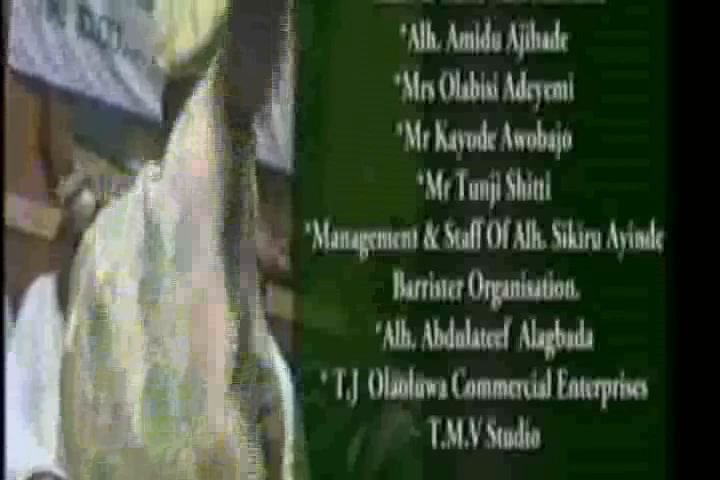 *Alh. Amidu Ajibade
*Mrs Olabisi Adeyemi
*Mr Kayode Awobajo
*Mr Tunji Shitti
*Management & Staff Of Alh. Sikiru Ayinde
Barrister Organisation.
*Alh. Abdulateef Alagbada
* T.J Olaoluwa Commercial Enterprises
T.M.V Studio